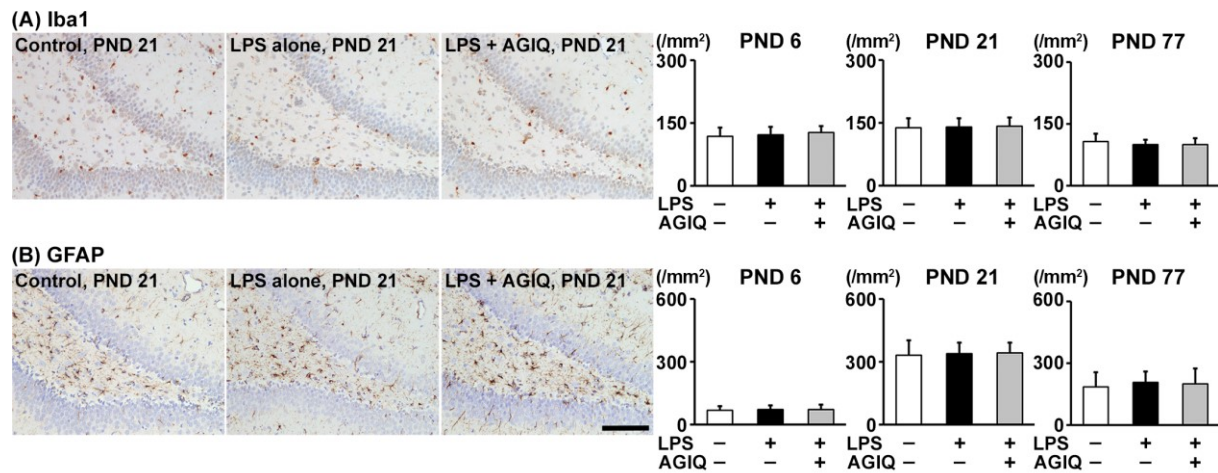 (A) Iba1
Control, PND 21 LPS alone, PND 21 LPS + AGIQ, PND 21
(/mm²) PND 6 (/mm²) PND 21 (/mm²) PND 77
300 300 300
150 150 150
0 0 0
LPS – + + LPS – + + LPS – + +
AGIQ – – + AGIQ – – + AGIQ – – +
(B) GFAP
Control, PND 21 LPS alone, PND 21 LPS + AGIQ, PND 21
(/mm²) PND 6 (/mm²) PND 21 (/mm²) PND 77
600 600 600
300 300 300
0 0 0
LPS – + + LPS – + + LPS – + +
AGIQ – – + AGIQ – – + AGIQ – – +